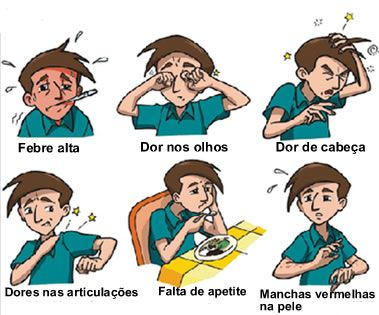 Febre alta
Dor nos olhos
Dor de cabeça
Dores nas articulações
Falta de apetite
Manchas vermelhas
na pele